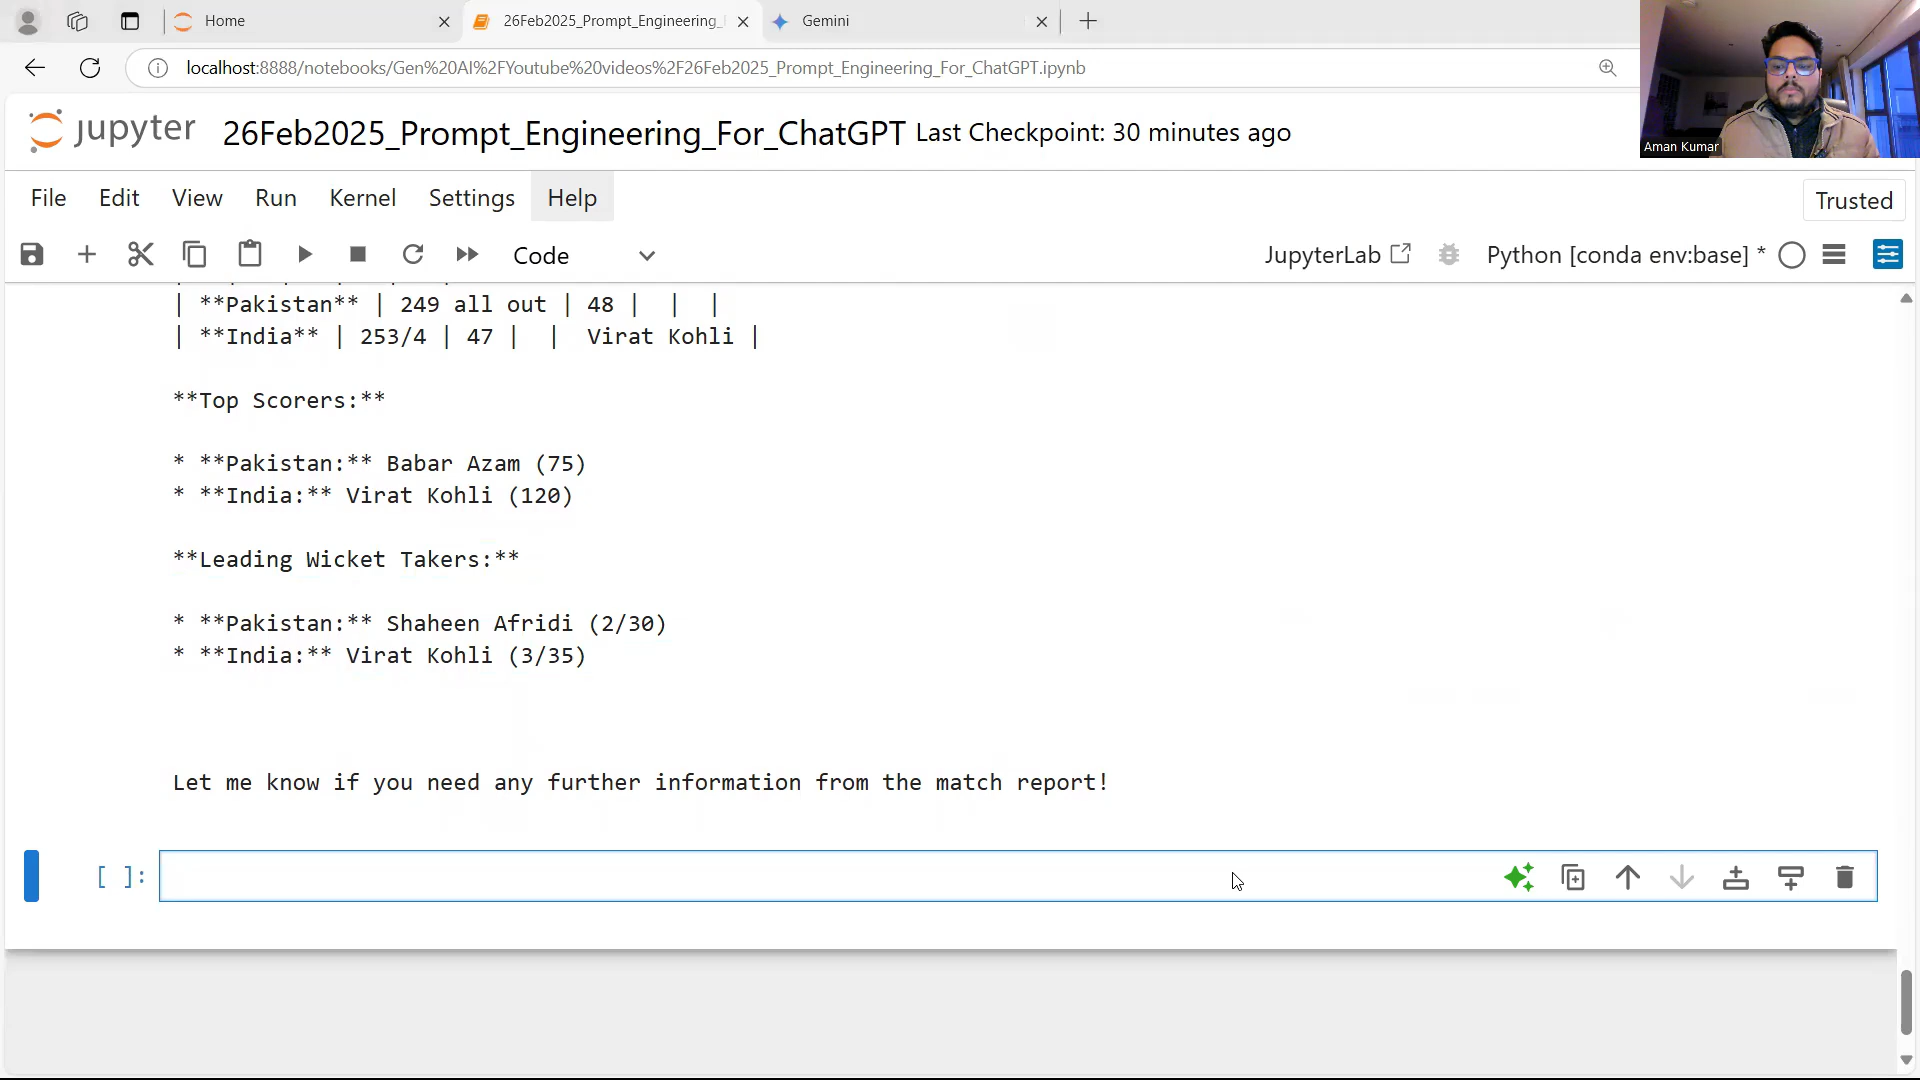 Home
26Feb2025_Prompt_Engineering_
Gemini
localhost:8888/notebooks/Gen%20AI%2FYoutube%20videos%2F26Feb2025_Prompt_Engineering_For_ChatGPT.ipynb
Aman Kumar
jupyter 26Feb2025_Prompt_Engineering_For_ChatGPT Last Checkpoint: 30 minutes ago
File Edit View Run Kernel Settings Help Trusted
Code JupyterLab Python [conda env:base] *
| **Pakistan** | 249 all out | 48 | | |
| **India** | 253/4 | 47 | | Virat Kohli |
**Top Scorers:**
* **Pakistan:** Babar Azam (75)
* **India:** Virat Kohli (120)
**Leading Wicket Takers:**
* **Pakistan:** Shaheen Afridi (2/30)
* **India:** Virat Kohli (3/35)
Let me know if you need any further information from the match report!
[ ]: